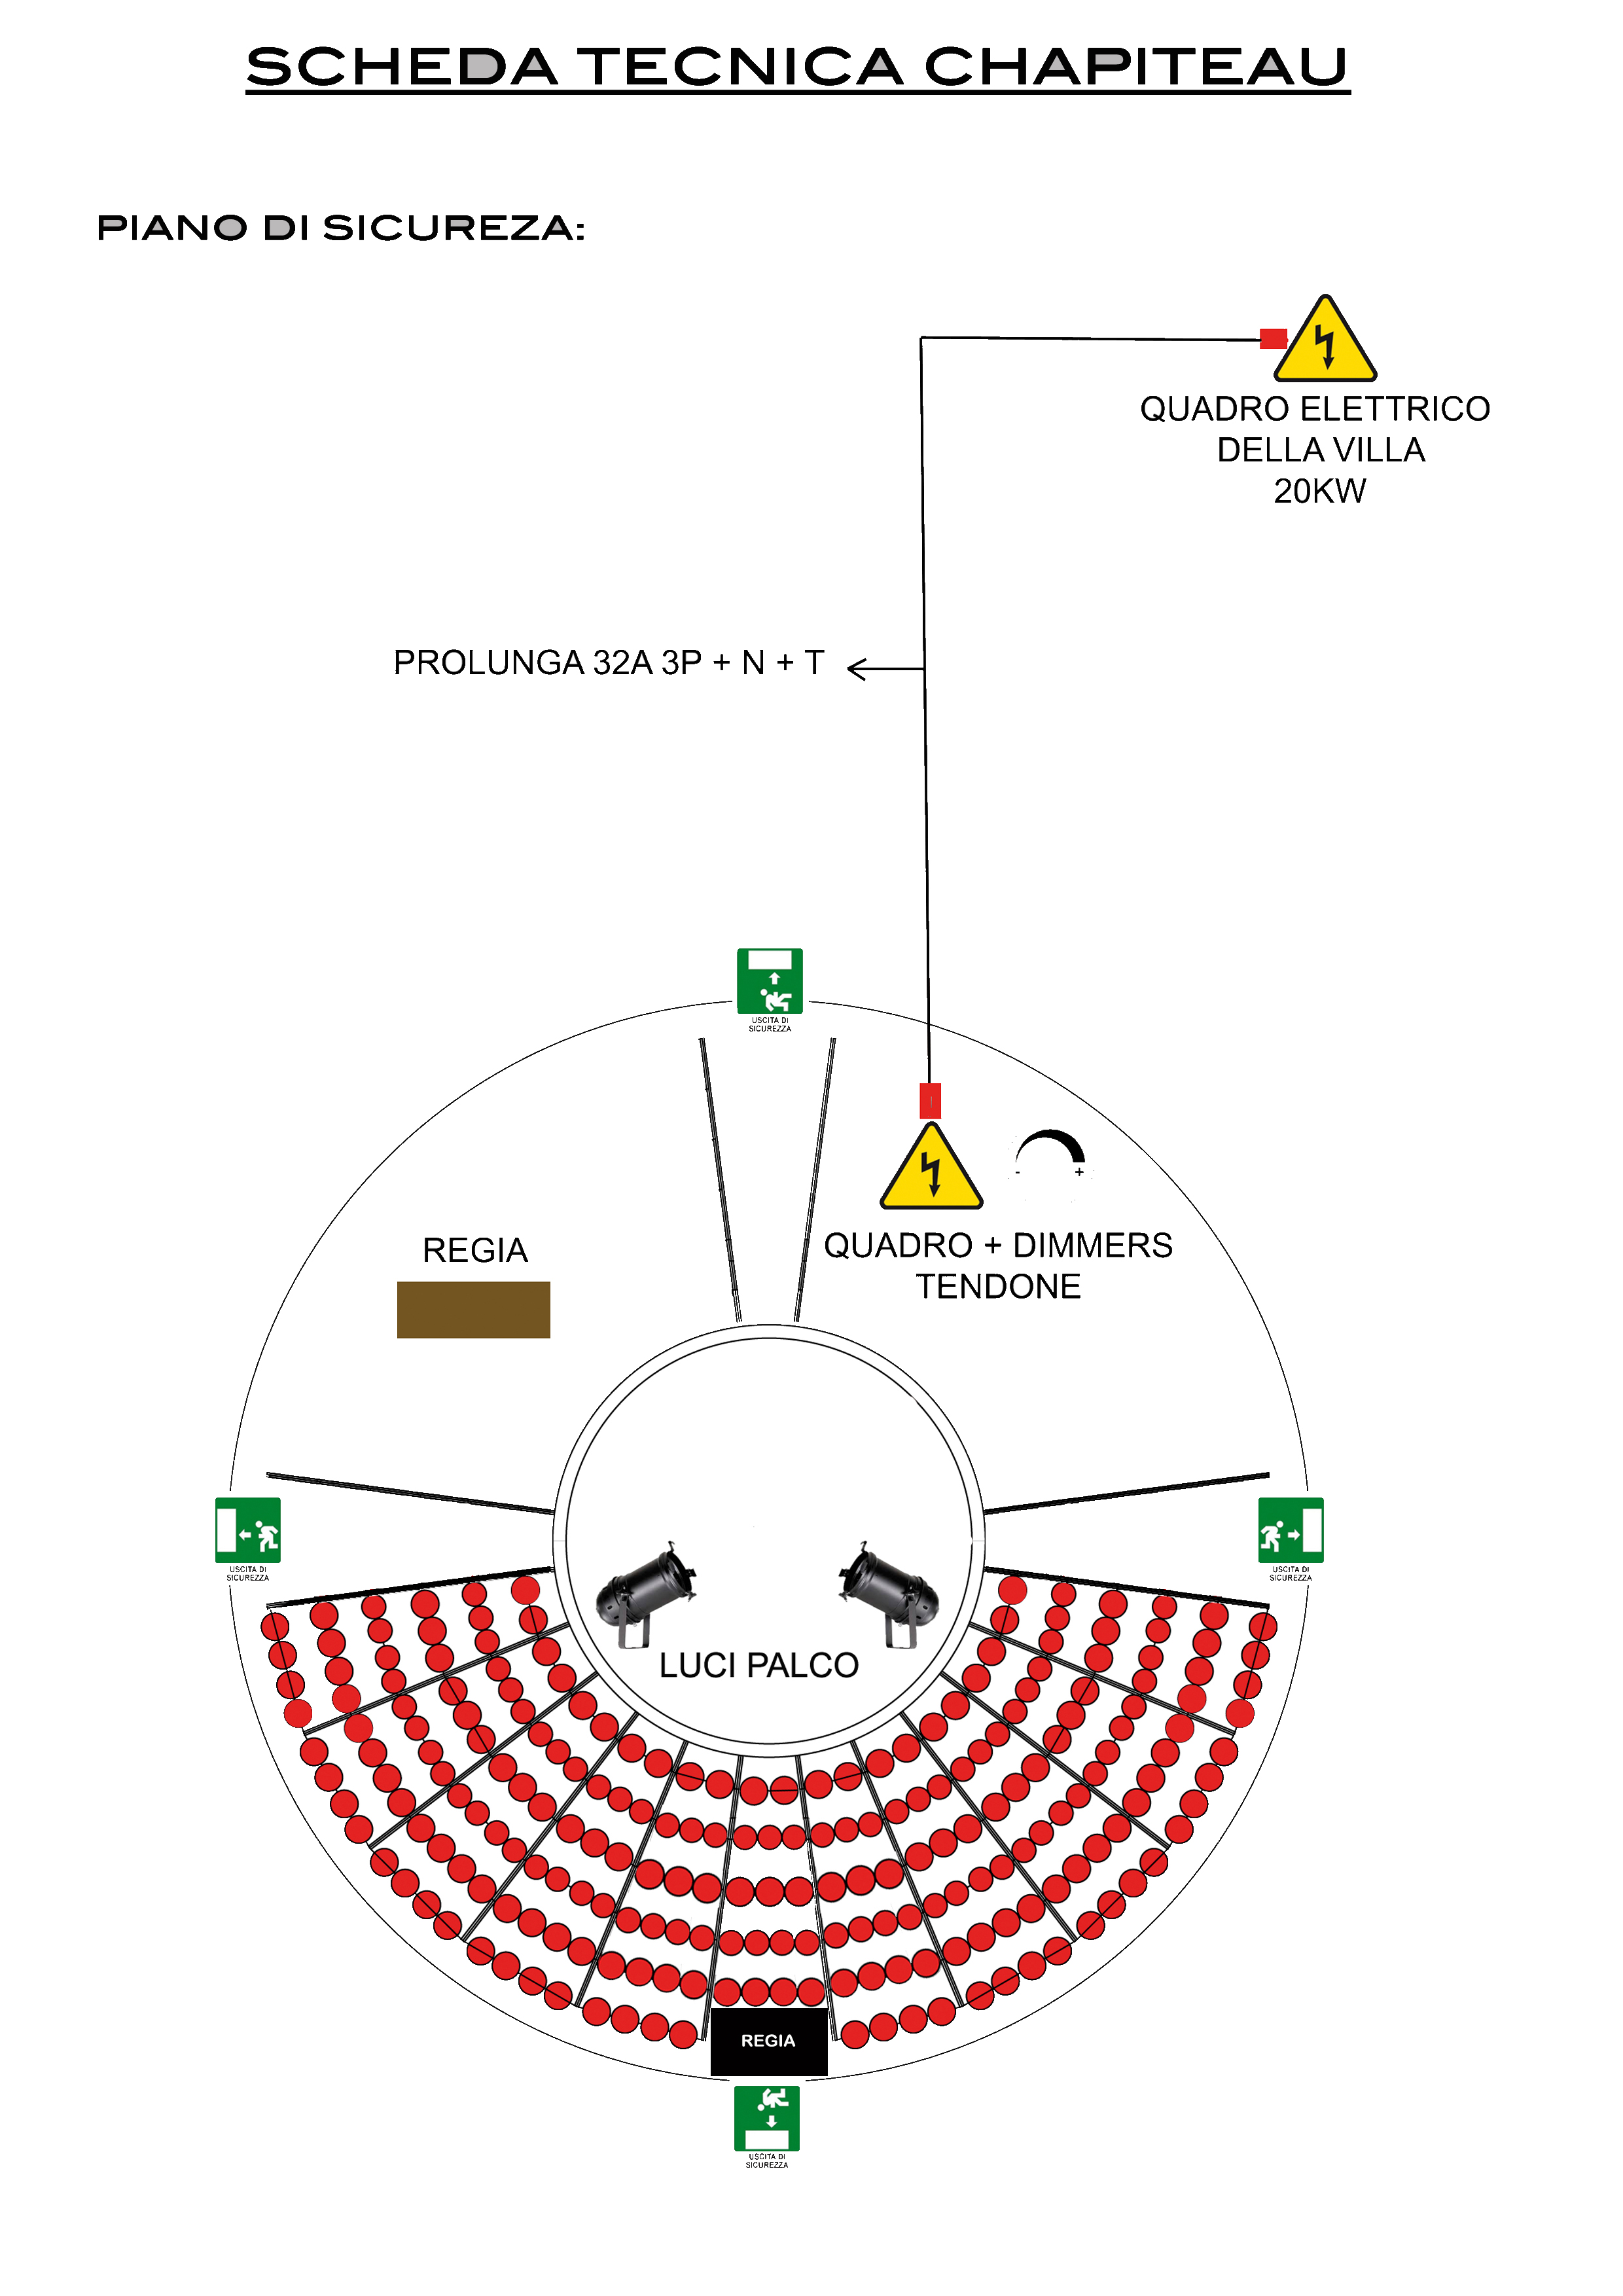 SCHEDA TECNICA CHAPITEAU
PIANO DI SICUREZA:
QUADRO ELETTRICO
DELLA VILLA
20KW
PROLUNGA 32A 3P + N + T
USCITA DI
SICUREZZA
- +
REGIA
QUADRO + DIMMERS
TENDONE
USCITA DI
SICUREZZA
USCITA DI
SICUREZZA
LUCI PALCO
REGIA
USCITA DI
SICUREZZA